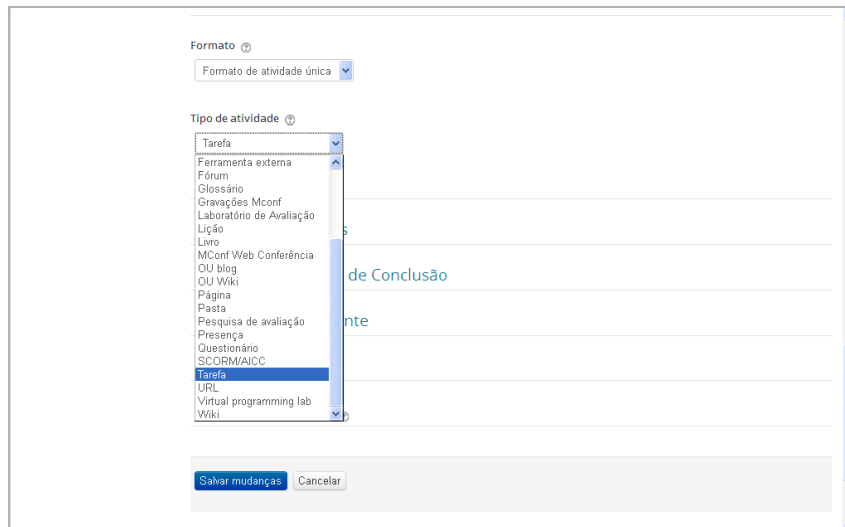 Formato
Formato de atividade única
Tipo de atividade
Tarefa
Ferramenta externa
Fórum
Glossário
Gravações Mconf
Laboratório de Avaliação
Lição
s
Livro
MConf Web Conferência
OU blog
de Conclusão
OU Wiki
Página
Pasta
Pesquisa de avaliação
nte
Presença
Questionário
SCORM/AICC
Tarefa
URL
Virtual programming lab
Wiki
Salvar mudanças
Cancelar